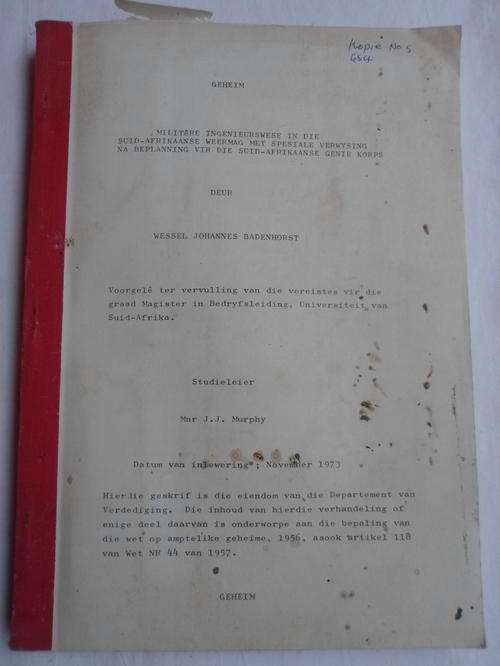 Kopie No 5
GSK
GEHEIM
MILITÊRE INGENIEURSWESE IN DIE
SUID-AFRIKAANSE WEERMAG MET SPESIALE VERWYSING
NA BEPLANNING VIR DIE SUID-AFRIKAANSE GENIE KORPS
DEUR
WESSEL JOHANNES BADENHORST
Voorgelê ter vervulling van die vereistes vir die
graad Magister in Bedryfsleiding, Universiteit van
Suid-Afrika.
Studieleier
Mnr J.J. Murphy
Datum van inlewering ; November 1973
Hierdie geskrif is die eiendom van die Departement van
Verdediging. Die inhoud van hierdie verhandeling of
enige deel daarvan is onderworpe aan die bepaling van
die wet op amptelike geheime, 1956, asook artikel 118
van Wet NR 44 van 1957.
GEHEIM